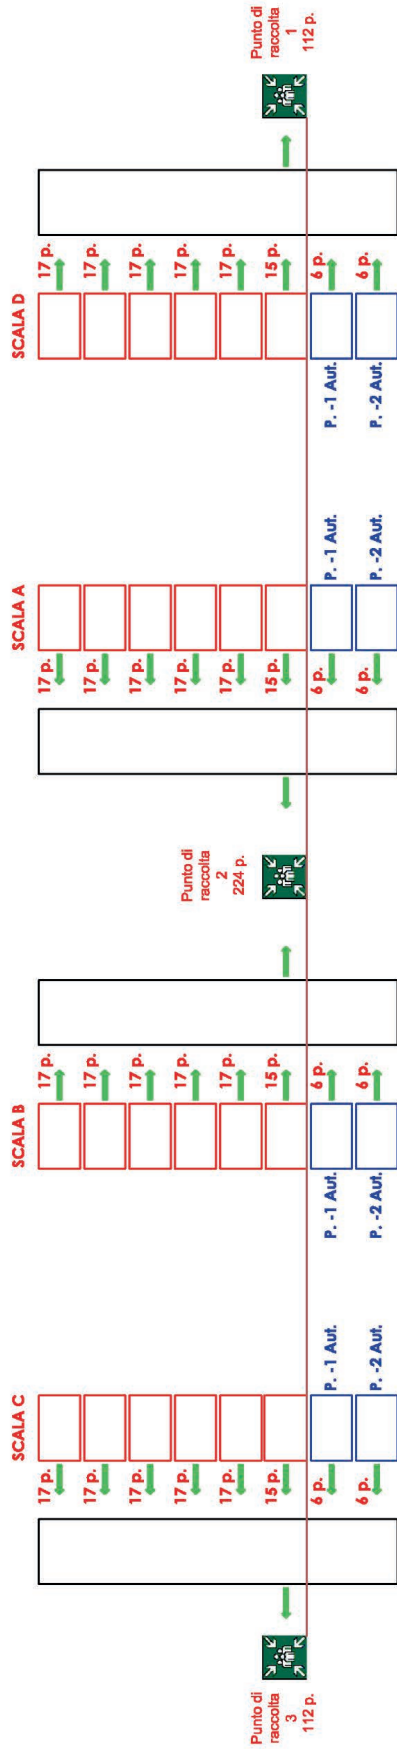 SCALA C
17 p.
17 p.
17 p.
17 p.
17 p.
15 p.
6 p.
P. -1 Aut.
6 p.
P. -2 Aut.
Punto di
raccolta
3
112 p.
SCALA B
17 p.
17 p.
17 p.
17 p.
17 p.
15 p.
P. -1 Aut.
6 p.
P. -2 Aut.
6 p.
Punto di
raccolta
2
224 p.
SCALA A
17 p.
17 p.
17 p.
17 p.
17 p.
15 p.
6 p.
P. -1 Aut.
6 p.
P. -2 Aut.
SCALA D
17 p.
17 p.
17 p.
17 p.
17 p.
15 p.
P. -1 Aut.
6 p.
P. -2 Aut.
6 p.
Punto di
raccolta
1
112 p.